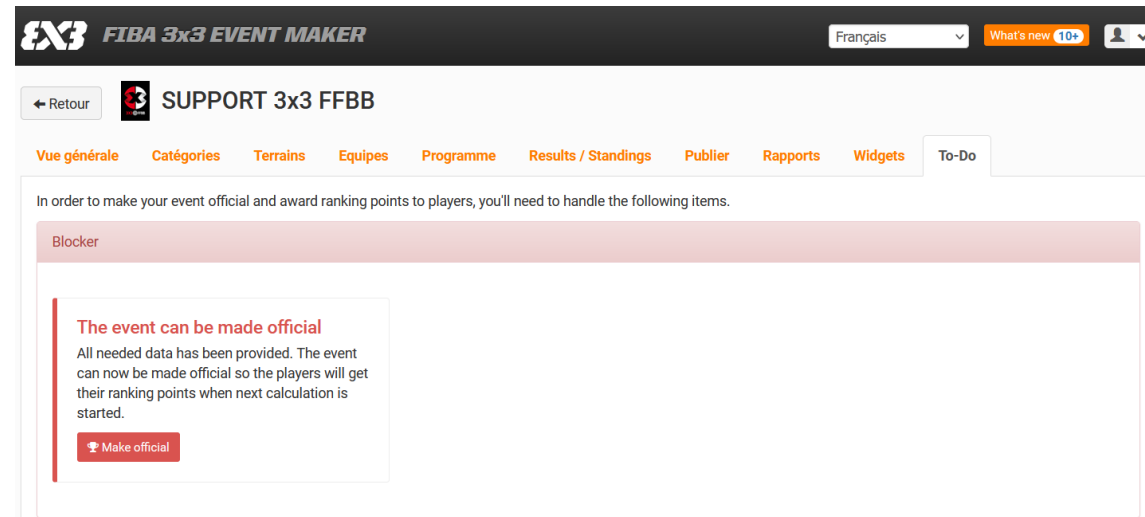 3X3 FIBA 3x3 EVENT MAKER Français What's new 10+
Retour SUPPORT 3x3 FFBB
Vue générale Catégories Terrains Equipes Programme Results / Standings Publier Rapports Widgets To-Do
In order to make your event official and award ranking points to players, you'll need to handle the following items.
Blocker
The event can be made official
All needed data has been provided. The event
can now be made official so the players will get
their ranking points when next calculation is
started.
Make official